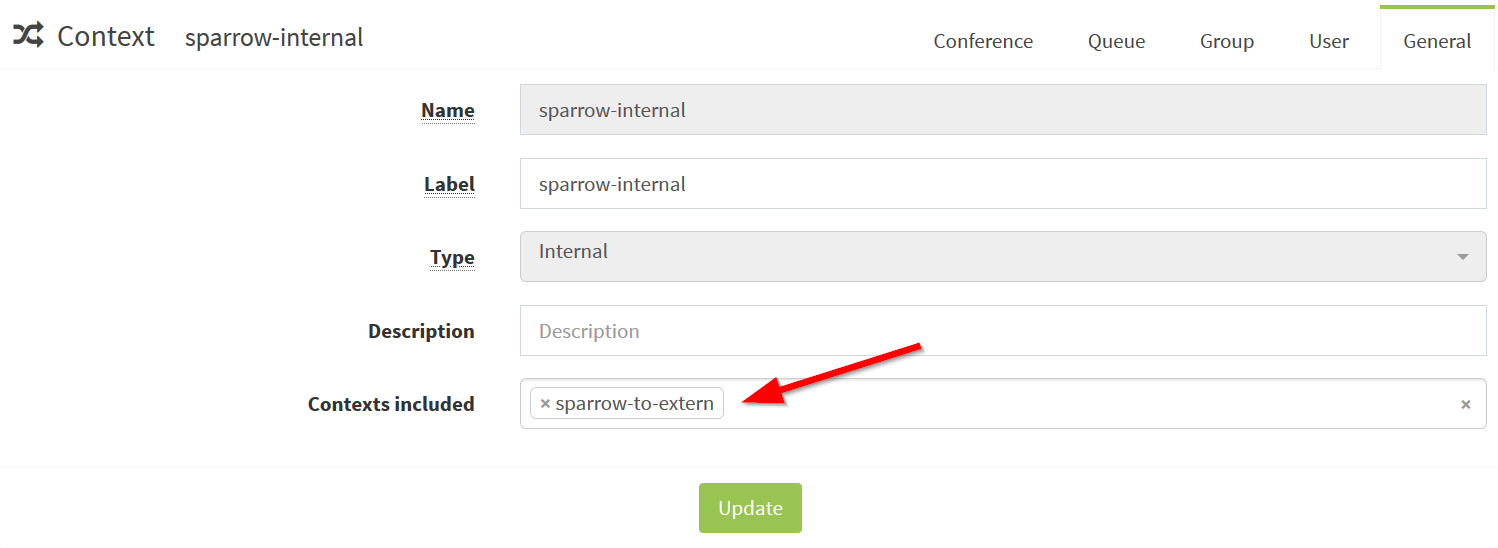 Context sparrow-internal Conference Queue Group User General
Name sparrow-internal
Label sparrow-internal
Type Internal
Description Description
Contexts included × sparrow-to-extern ×
Update